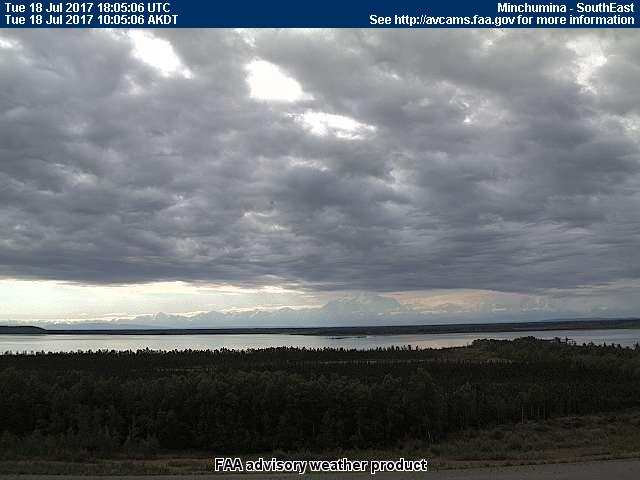 Tue 18 Jul 2017 18:05:06 UTC
Minchumina - SouthEast
Tue 18 Jul 2017 10:05:06 AKDT
See http://avcams.faa.gov for more information
FAA advisory weather product